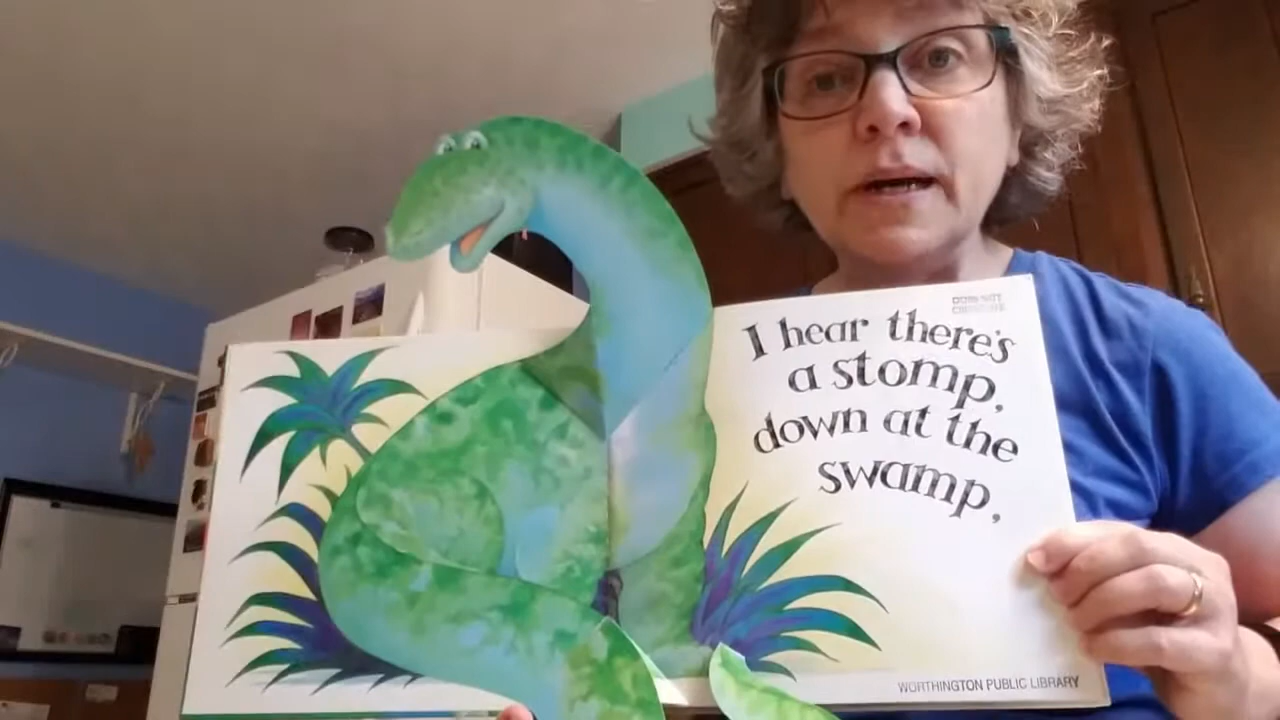 I hear there's
a stomp,
down at the
swamp,
WORTHINGTON PUBLIC LIBRARY